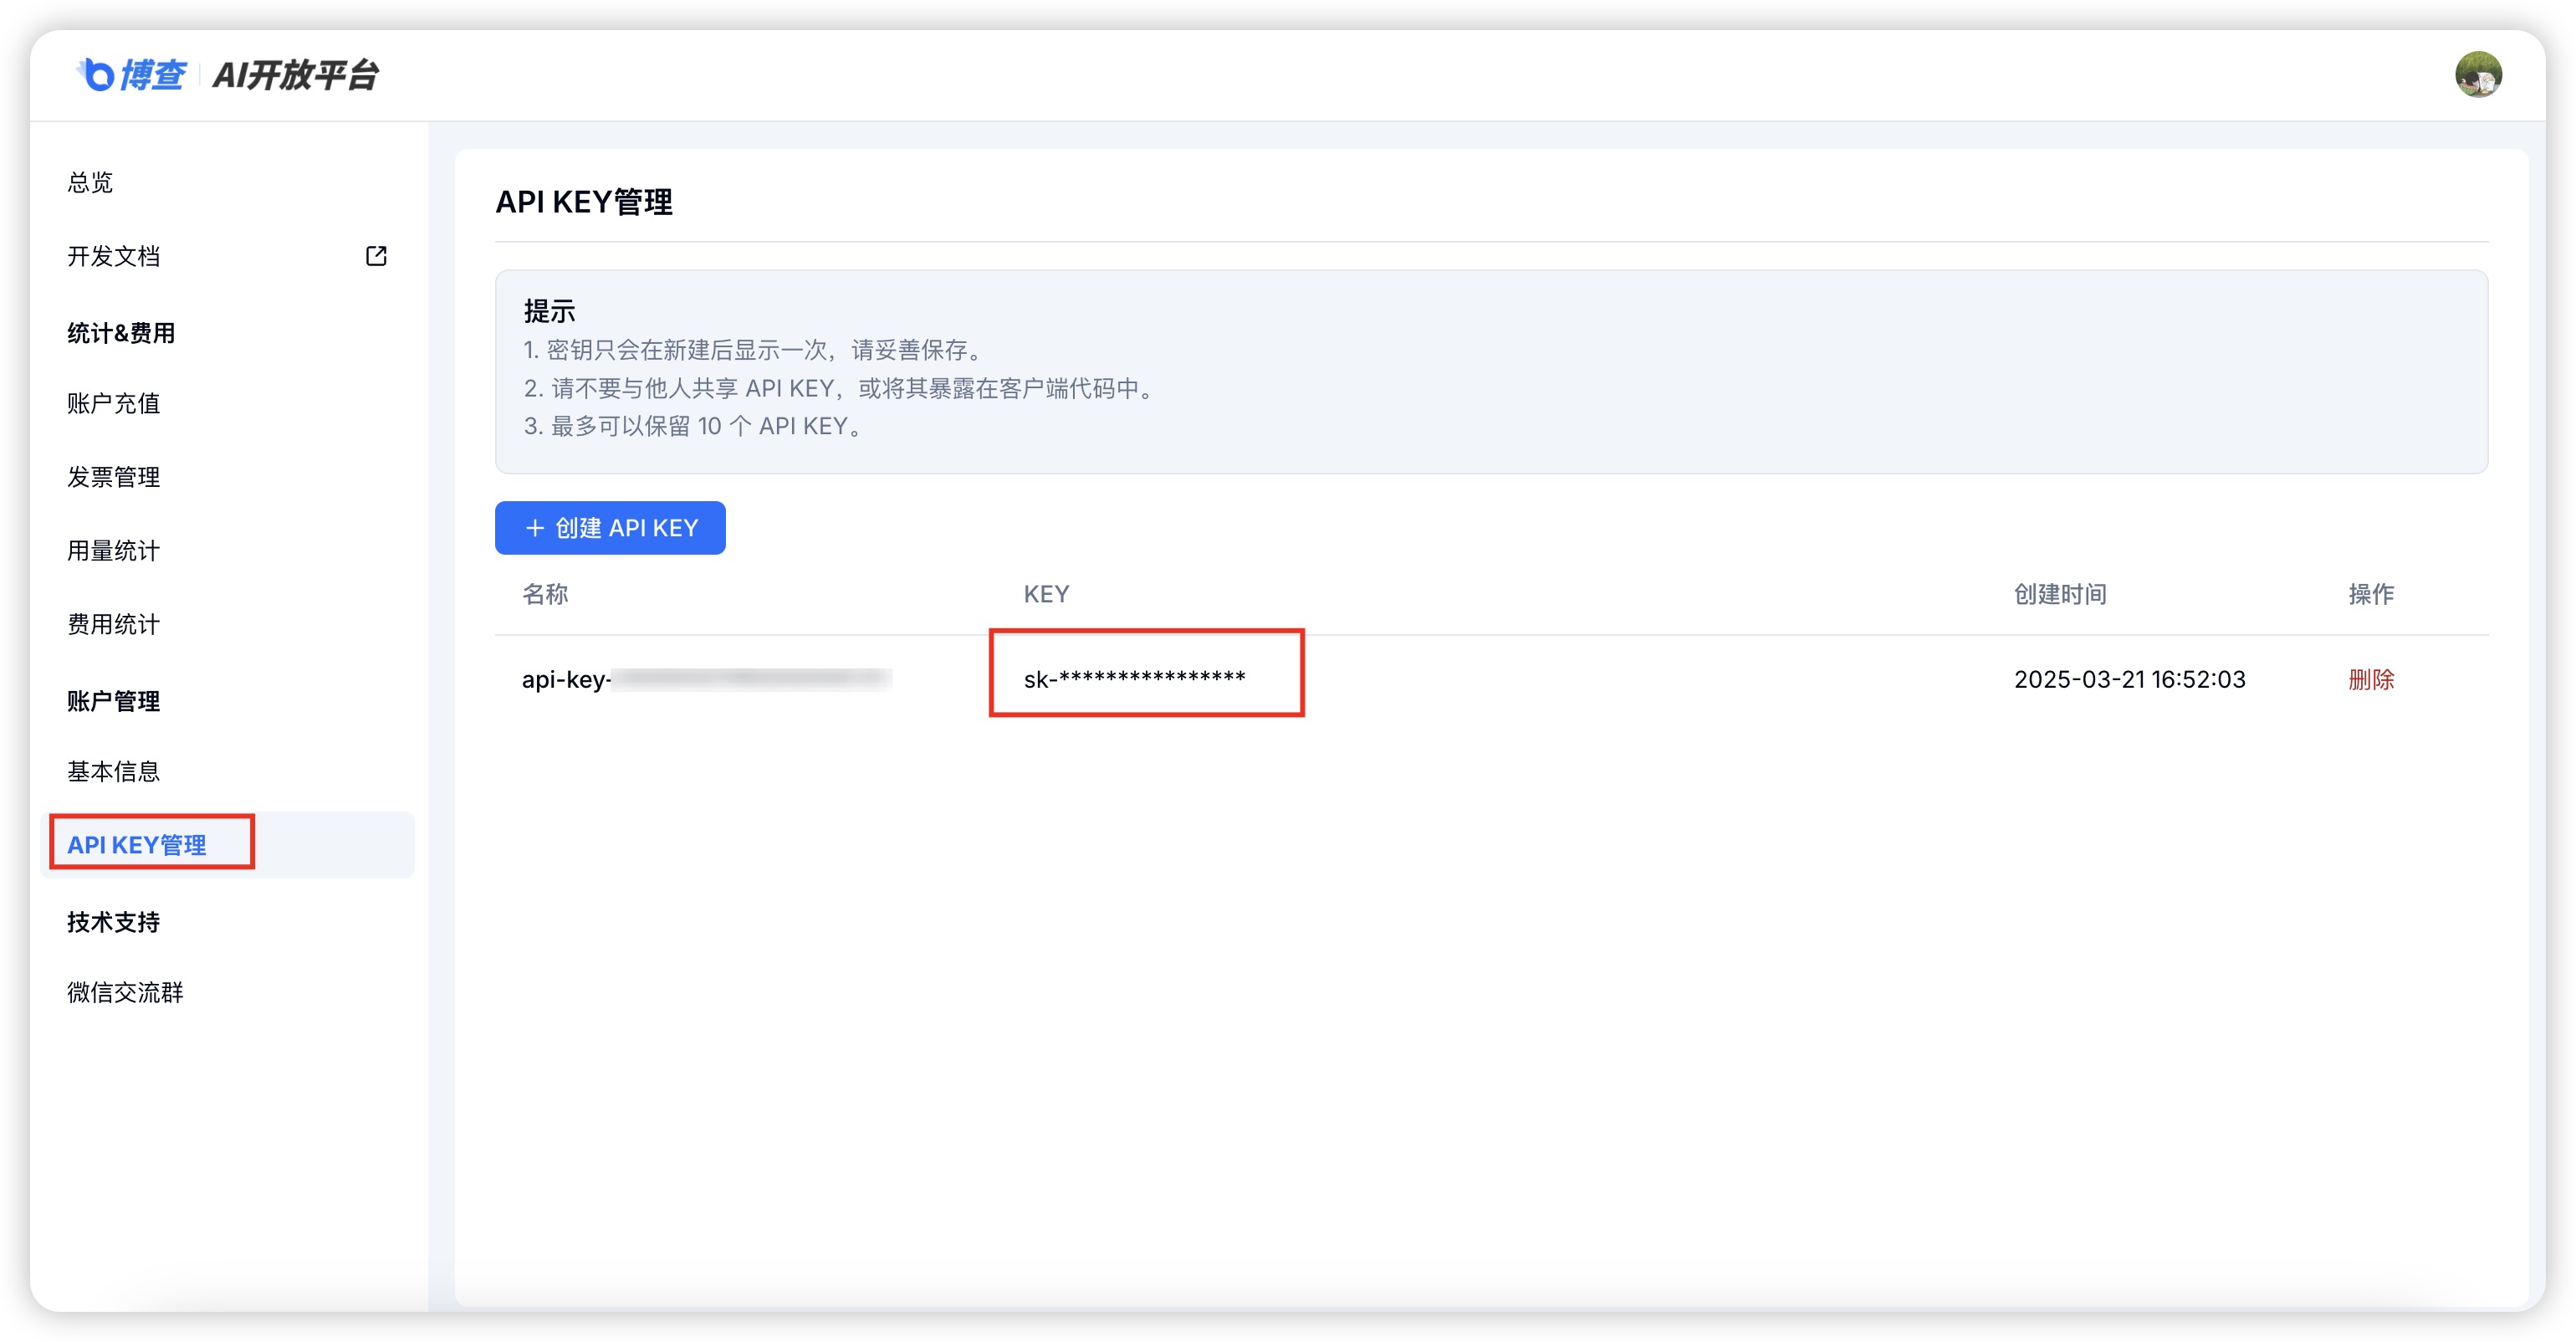 博查 AI开放平台
总览
开发文档
统计&费用
账户充值
发票管理
用量统计
费用统计
账户管理
基本信息
API KEY管理
技术支持
微信交流群
API KEY管理
提示
1. 密钥只会在新建后显示一次，请妥善保存。
2. 请不要与他人共享 API KEY，或将其暴露在客户端代码中。
3. 最多可以保留 10 个 API KEY。
+ 创建 API KEY
名称 KEY 创建时间 操作
api-key- sk-**************** 2025-03-21 16:52:03 删除